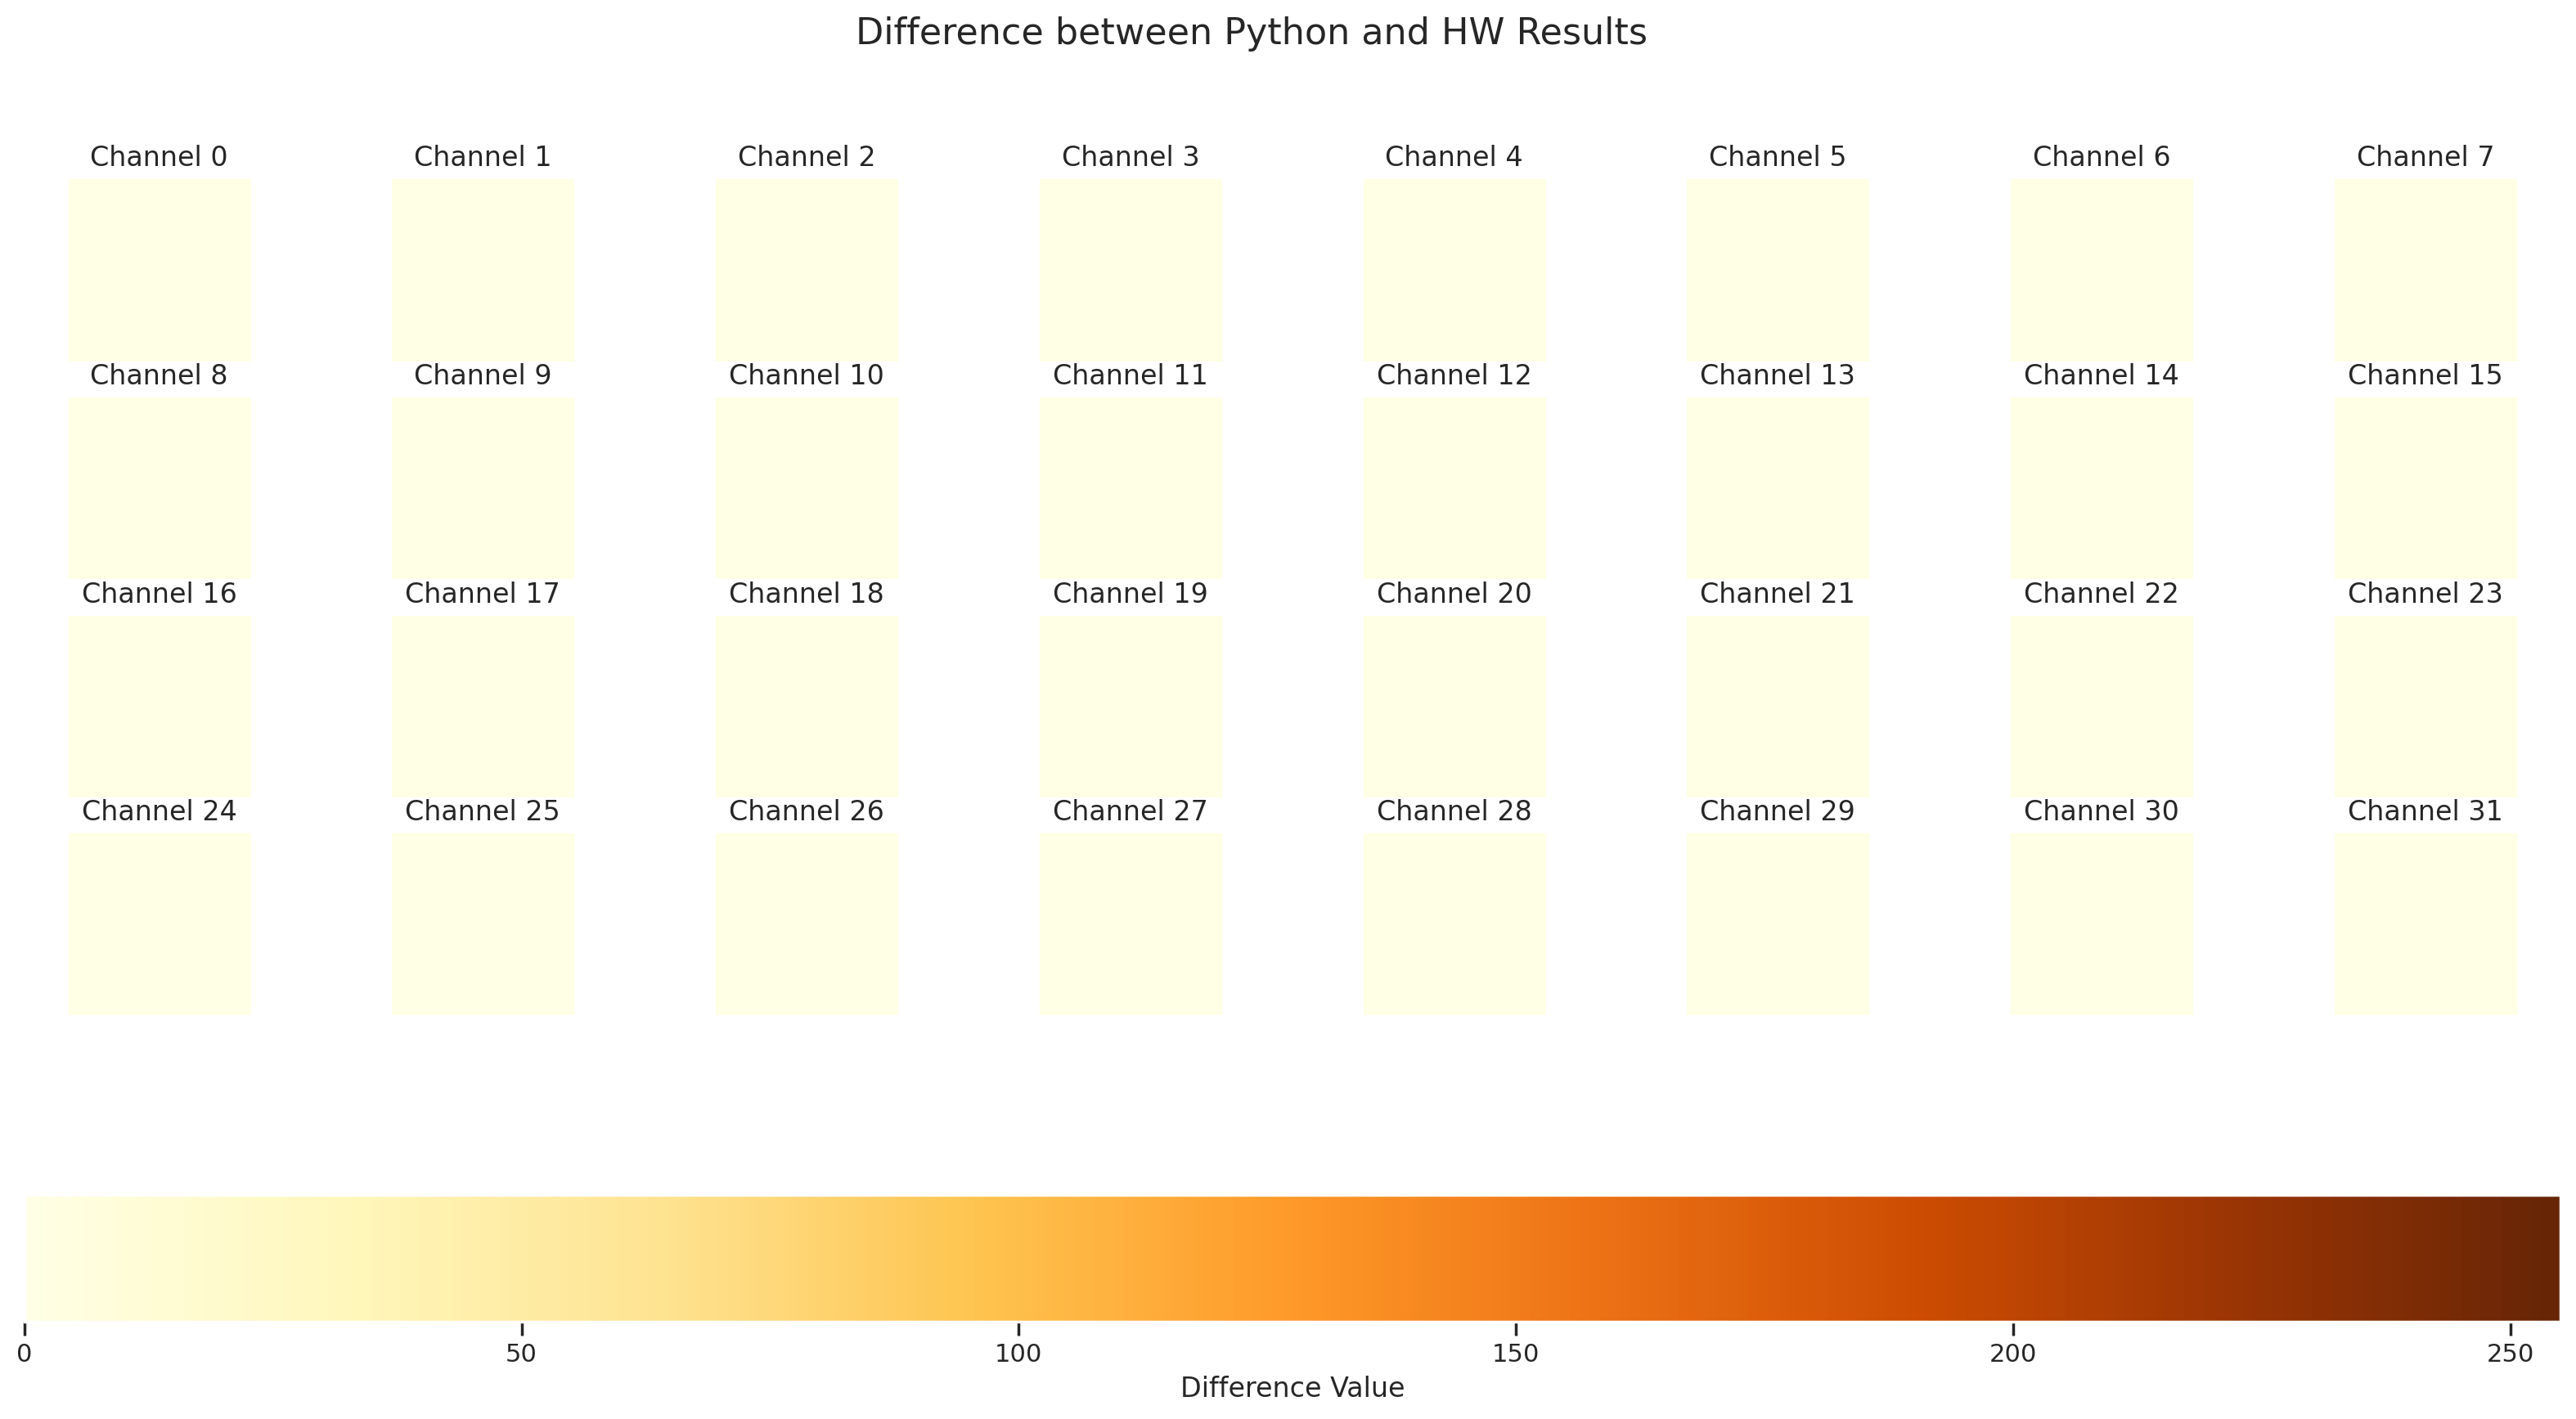 Difference between Python and HW Results
Channel 0 Channel 1 Channel 2 Channel 3 Channel 4 Channel 5 Channel 6 Channel 7
Channel 8 Channel 9 Channel 10 Channel 11 Channel 12 Channel 13 Channel 14 Channel 15
Channel 16 Channel 17 Channel 18 Channel 19 Channel 20 Channel 21 Channel 22 Channel 23
Channel 24 Channel 25 Channel 26 Channel 27 Channel 28 Channel 29 Channel 30 Channel 31
0 50 100 150 200 250
Difference Value